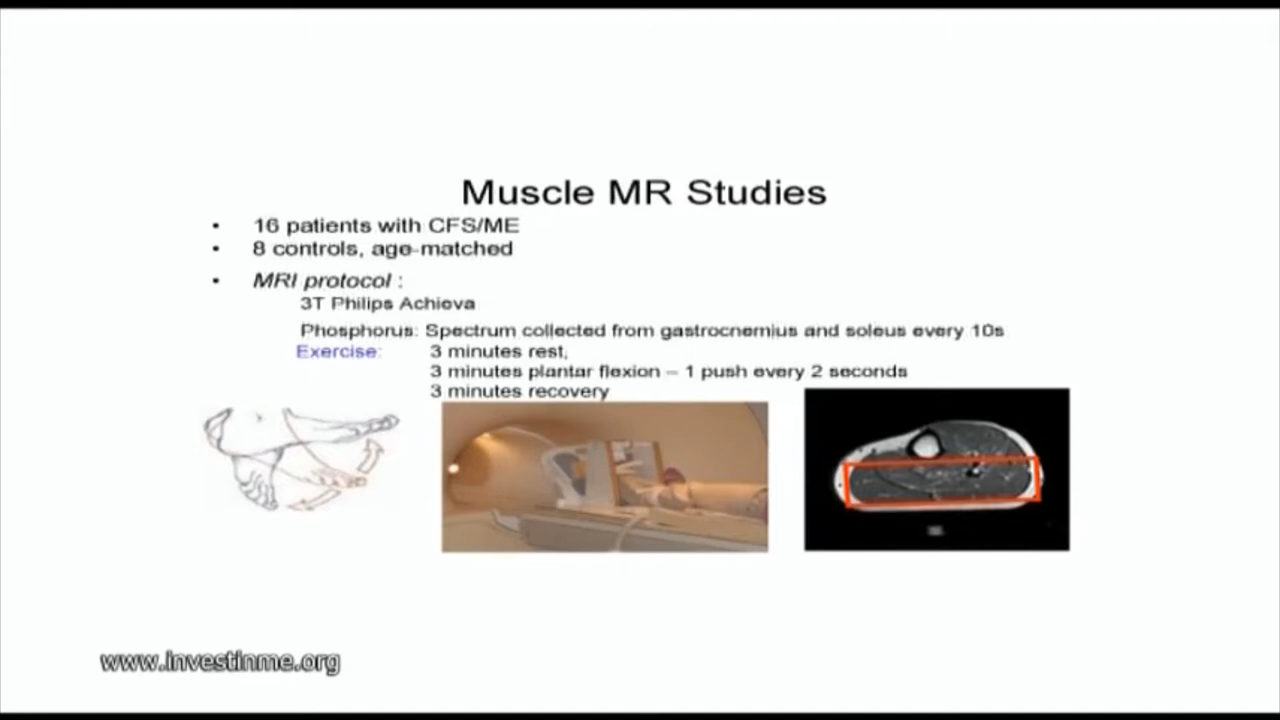 Muscle MR Studies
• 16 patients with CFS/ME
• 8 controls, age-matched
• MRI protocol :
3T Philips Achieva
Phosphorus: Spectrum collected from gastrocnemius and soleus every 10s
Exercise: 3 minutes rest,
3 minutes plantar flexion – 1 push every 2 seconds
3 minutes recovery
www.investinme.org